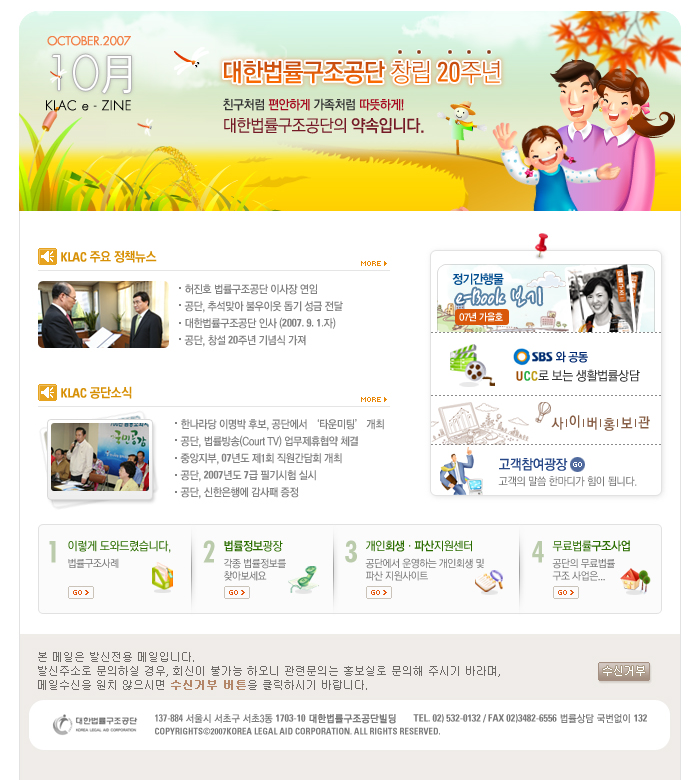 OCTOBER.2007
10月
KLAC e - ZINE
대한법률구조공단 창립 20주년
친구처럼 편안하게 가족처럼 따뜻하게!
대한법률구조공단의 약속입니다.
KLAC 주요 정책뉴스
MORE
· 허진호 법률구조공단 이사장 연임
· 공단, 추석맞아 불우이웃 돕기 성금 전달
· 대한법률구조공단 인사 (2007. 9. 1.자)
· 공단, 창설 20주년 기념식 가져
KLAC 공단소식
MORE
· 한나라당 이명박 후보, 공단에서 ‘타운미팅’ 개최
· 공단, 법률방송(Court TV) 업무제휴협약 체결
· 중앙지부, 07년도 제1회 직원간담회 개최
· 공단, 2007년도 7급 필기시험 실시
· 공단, 신한은행에 감사패 증정
정기간행물
e-Book 보기
07년 가을호
SBS 와 공동
UCC로 보는 생활법률상담
사이버홍보관
고객참여광장 GO
고객의 말씀 한마디가 힘이 됩니다.
1 이렇게 도와드렸습니다,
법률구조사례
GO
2 법률정보광장
각종 법률정보를
찾아보세요
GO
3 개인회생 · 파산지원센터
공단에서 운영하는 개인회생 및
파산 지원사이트
GO
4 무료법률구조사업
공단의 무료법률
구조 사업은...
GO
본 메일은 발신전용 메일입니다.
발신주소로 문의하실 경우, 회신이 불가능 하오니 관련문의는 홍보실로 문의해 주시기 바라며,
메일수신을 원치 않으시면 수신거부 버튼을 클릭하시기 바랍니다.
수신거부
대한법률구조공단
KOREA LEGAL AID CORPORATION
137-884 서울시 서초구 서초3동 1703-10 대한법률구조공단빌딩 TEL. 02) 532-0132 / FAX 02)3482-6556 법률상담 국번없이 132
COPYRIGHTS©2007KOREA LEGAL AID CORPORATION. ALL RIGHTS RESERVED.